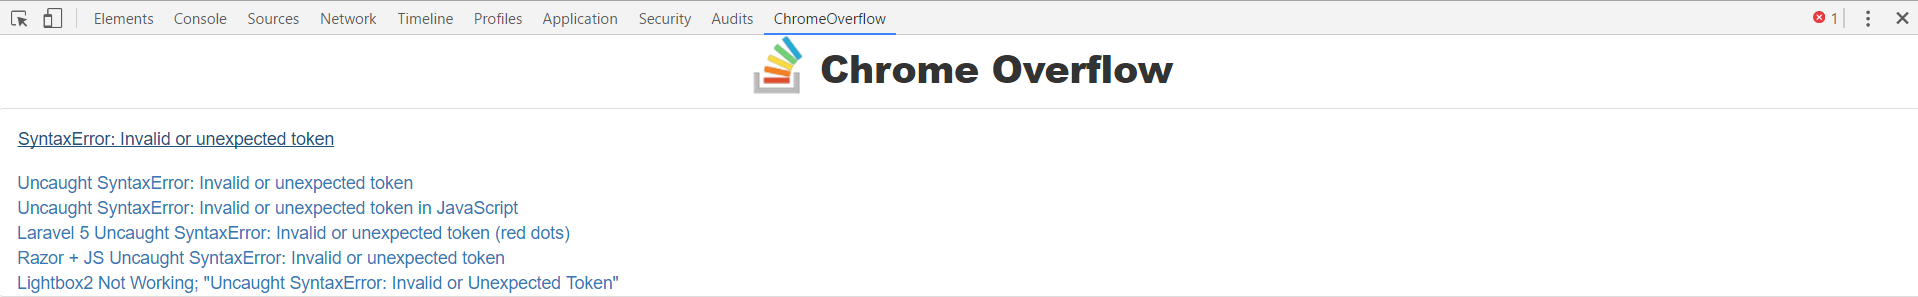 Elements Console Sources Network Timeline Profiles Application Security Audits ChromeOverflow 1
Chrome Overflow
SyntaxError: Invalid or unexpected token
Uncaught SyntaxError: Invalid or unexpected token
Uncaught SyntaxError: Invalid or unexpected token in JavaScript
Laravel 5 Uncaught SyntaxError: Invalid or unexpected token (red dots)
Razor + JS Uncaught SyntaxError: Invalid or unexpected token
Lightbox2 Not Working; "Uncaught SyntaxError: Invalid or Unexpected Token"